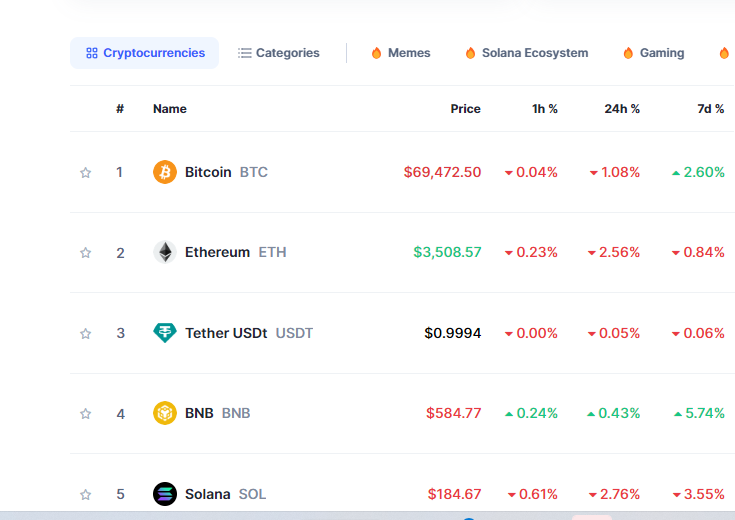 Cryptocurrencies Categories Memes Solana Ecosystem Gaming
# Name Price 1h % 24h % 7d %
1 Bitcoin BTC $69,472.50 0.04% 1.08% 2.60%
2 Ethereum ETH $3,508.57 0.23% 2.56% 0.84%
3 Tether USDt USDT $0.9994 0.00% 0.05% 0.06%
4 BNB BNB $584.77 0.24% 0.43% 5.74%
5 Solana SOL $184.67 0.61% 2.76% 3.55%